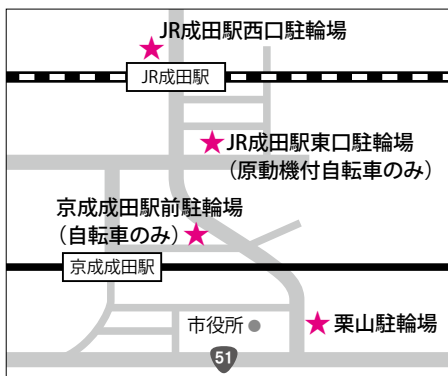 JR成田駅西口駐輪場
JR成田駅
JR成田駅東口駐輪場
（原動機付自転車のみ）
京成成田駅前駐輪場
（自転車のみ）
京成成田駅
市役所
栗山駐輪場
51